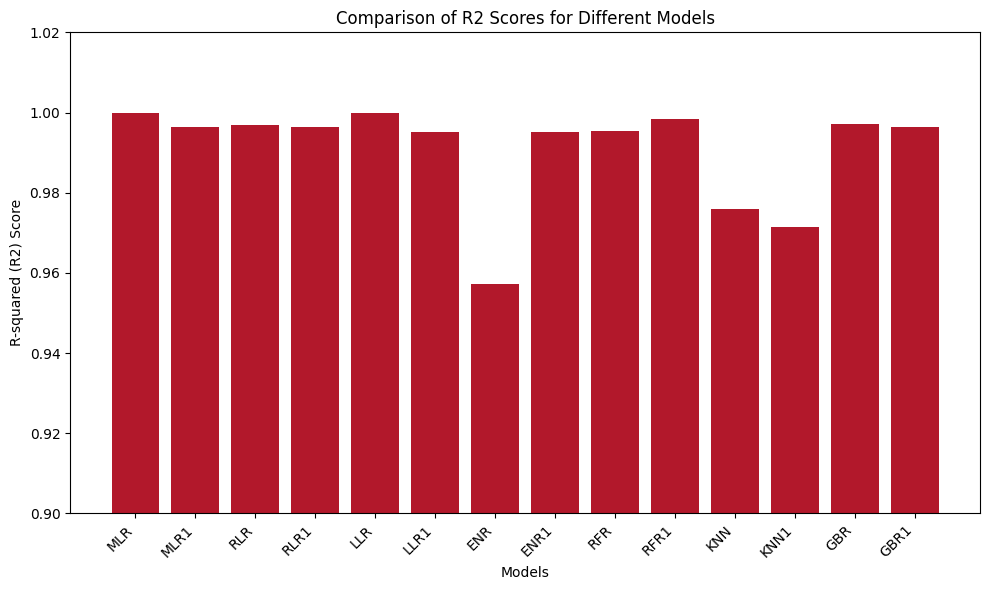 Comparison of R2 Scores for Different Models
R-squared (R2) Score
1.02
1.00
0.98
0.96
0.94
0.92
0.90
MLR
MLR1
RLR
RLR1
LLR
LLR1
ENR
ENR1
RFR
RFR1
KNN
KNN1
GBR
GBR1
Models